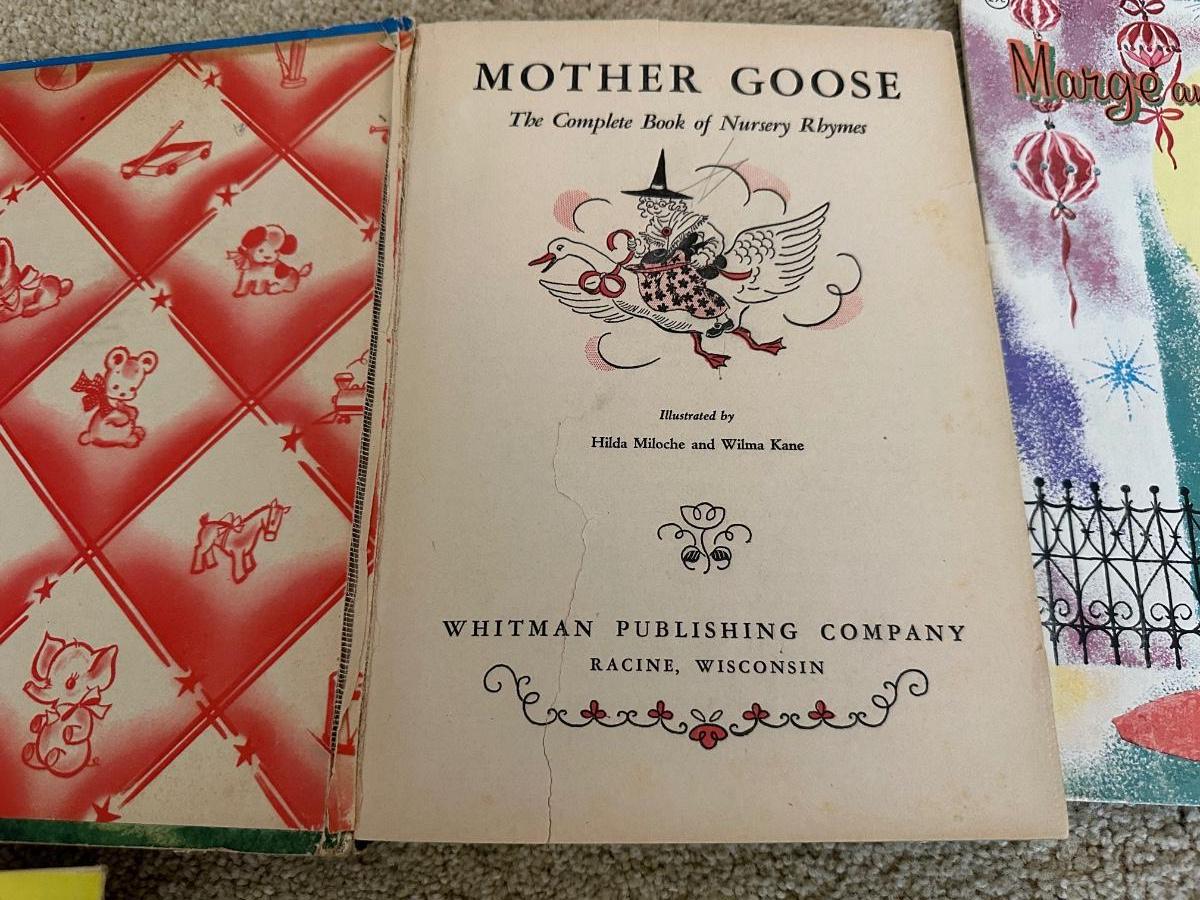 MOTHER GOOSE
The Complete Book of Nursery Rhymes
Illustrated by
Hilda Miloche and Wilma Kane
WHITMAN PUBLISHING COMPANY
RACINE, WISCONSIN
29¢
Marge